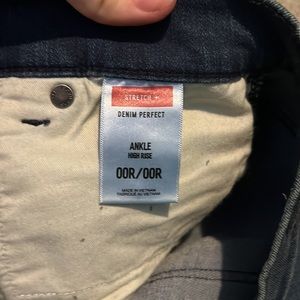 STRETCH +
DENIM PERFECT
ANKLE
HIGH RISE
00R/00R
MADE IN VIETNAM
FABRIQUÉ AU VIETNAM